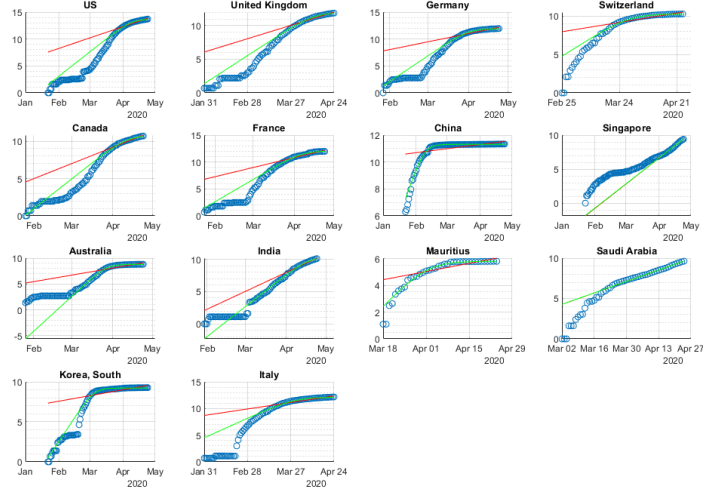 US
15
10
5
0
Jan Feb Mar Apr May
2020
United Kingdom
10
5
0
Jan 31 Feb 28 Mar 27 Apr 24
2020
Germany
15
10
5
0
Mar Apr May
2020
Switzerland
10
5
0
Feb 25 Mar 24 Apr 21
2020
Canada
10
5
0
Feb Mar Apr May
2020
France
15
10
5
0
Feb Mar Apr May
2020
China
12
10
8
6
Jan Feb Mar Apr May
2020
Singapore
10
5
0
Jan Feb Mar Apr May
2020
Australia
10
5
0
-5
Feb Mar Apr May
2020
India
10
5
0
Feb Mar Apr May
2020
Mauritius
6
4
2
0
Mar 18 Apr 01 Apr 15 Apr 29
2020
Saudi Arabia
10
5
0
Mar 02 Mar 16 Mar 30 Apr 13 Apr 27
2020
Korea, South
10
5
0
Jan Feb Mar Apr May
2020
Italy
15
10
5
0
Jan 31 Feb 28 Mar 27 Apr 24
2020